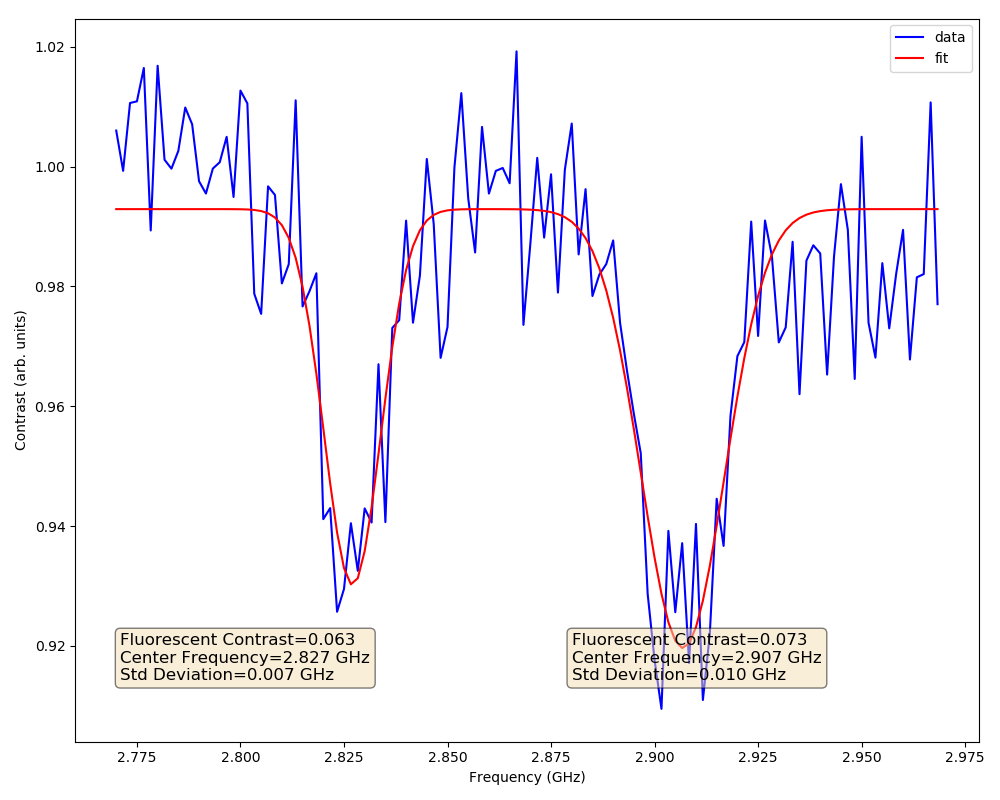 data
fit
1.02
1.00
0.98
0.96
0.94
0.92
Contrast (arb. units)
Fluorescent Contrast=0.063
Center Frequency=2.827 GHz
Std Deviation=0.007 GHz
Fluorescent Contrast=0.073
Center Frequency=2.907 GHz
Std Deviation=0.010 GHz
2.775 2.800 2.825 2.850 2.875 2.900 2.925 2.950 2.975
Frequency (GHz)